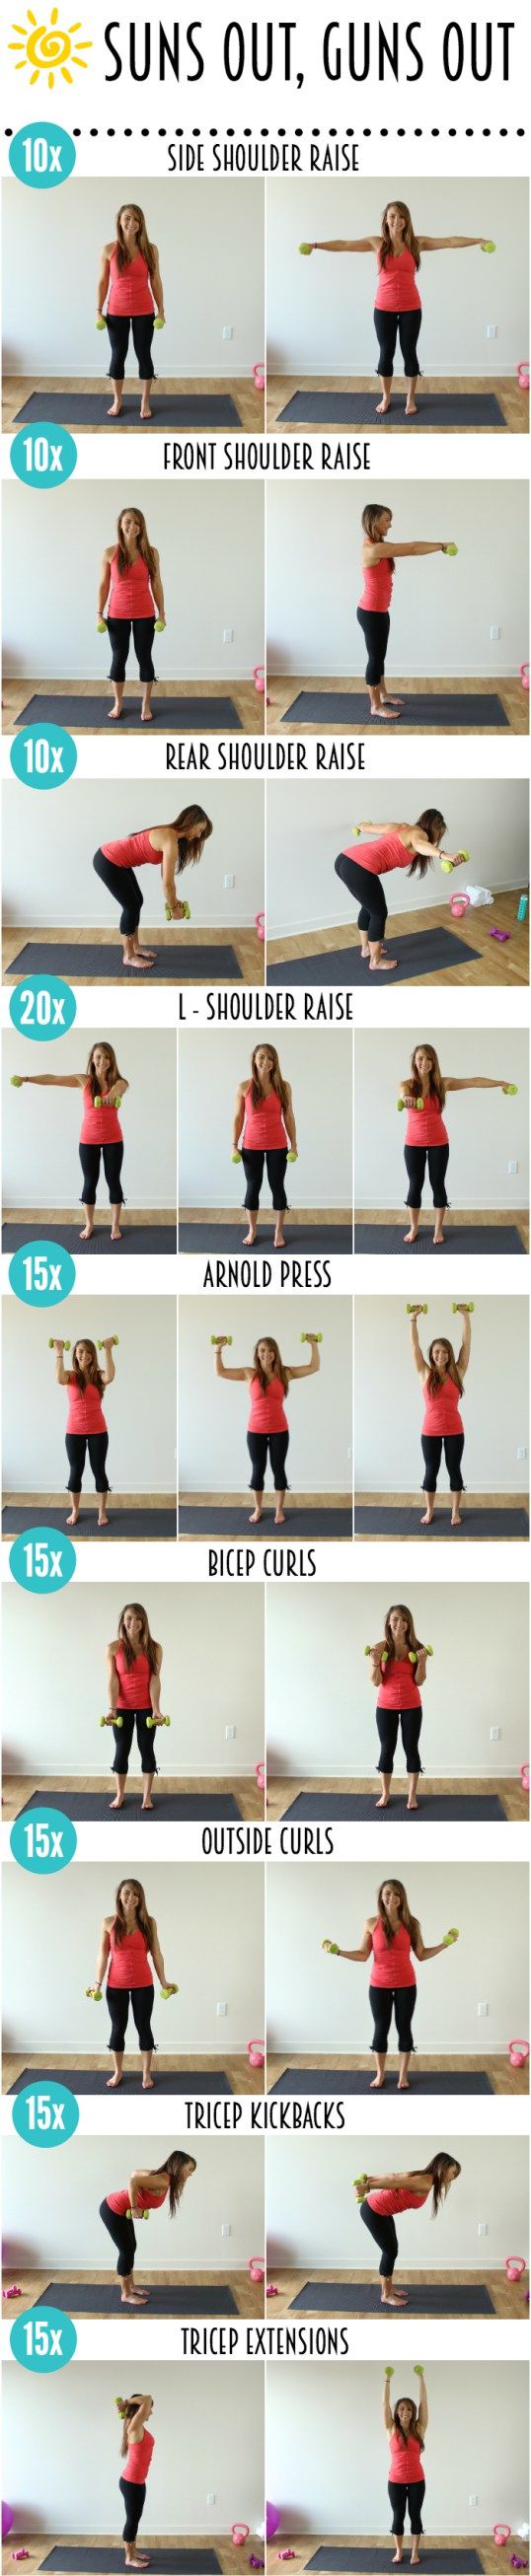 SUNS OUT, GUNS OUT
10x
SIDE SHOULDER RAISE
10x
FRONT SHOULDER RAISE
10x
REAR SHOULDER RAISE
20x
L - SHOULDER RAISE
15x
ARNOLD PRESS
15x
BICEP CURLS
15x
OUTSIDE CURLS
15x
TRICEP KICKBACKS
15x
TRICEP EXTENSIONS